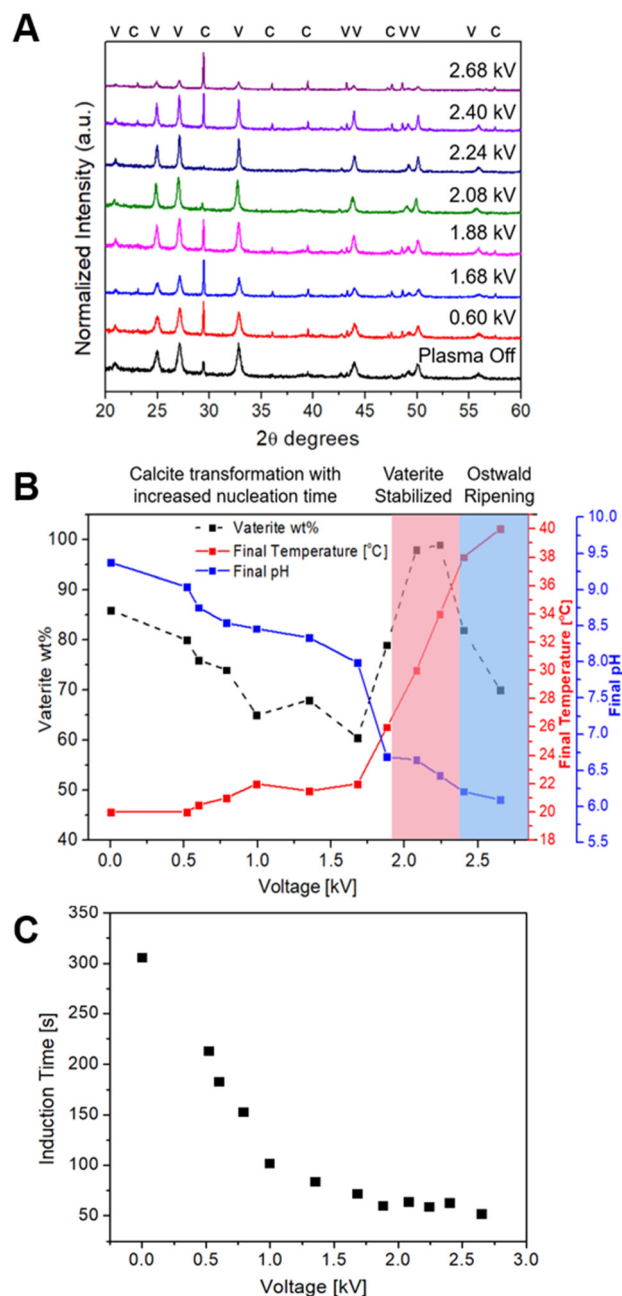 A
V C V V C V C C V V C V V V C
2.68 kV
2.40 kV
2.24 kV
2.08 kV
1.88 kV
1.68 kV
0.60 kV
Plasma Off
Normalized Intensity (a.u.)
20 25 30 35 40 45 50 55 60
2θ degrees
B
Calcite transformation with
increased nucleation time
Vaterite
Stabilized
Ostwald
Ripening
Vaterite wt%
Final Temperature [°C]
Final pH
100
90
80
70
60
50
40
Vaterite wt%
40
38
36
34
32
30
28
26
24
22
20
18
Final Temperature [°C]
10.0
9.5
9.0
8.5
8.0
7.5
7.0
6.5
6.0
5.5
Final pH
0.0 0.5 1.0 1.5 2.0 2.5
Voltage [kV]
C
350
300
250
200
150
100
50
Induction Time [s]
0.0 0.5 1.0 1.5 2.0 2.5 3.0
Voltage [kV]